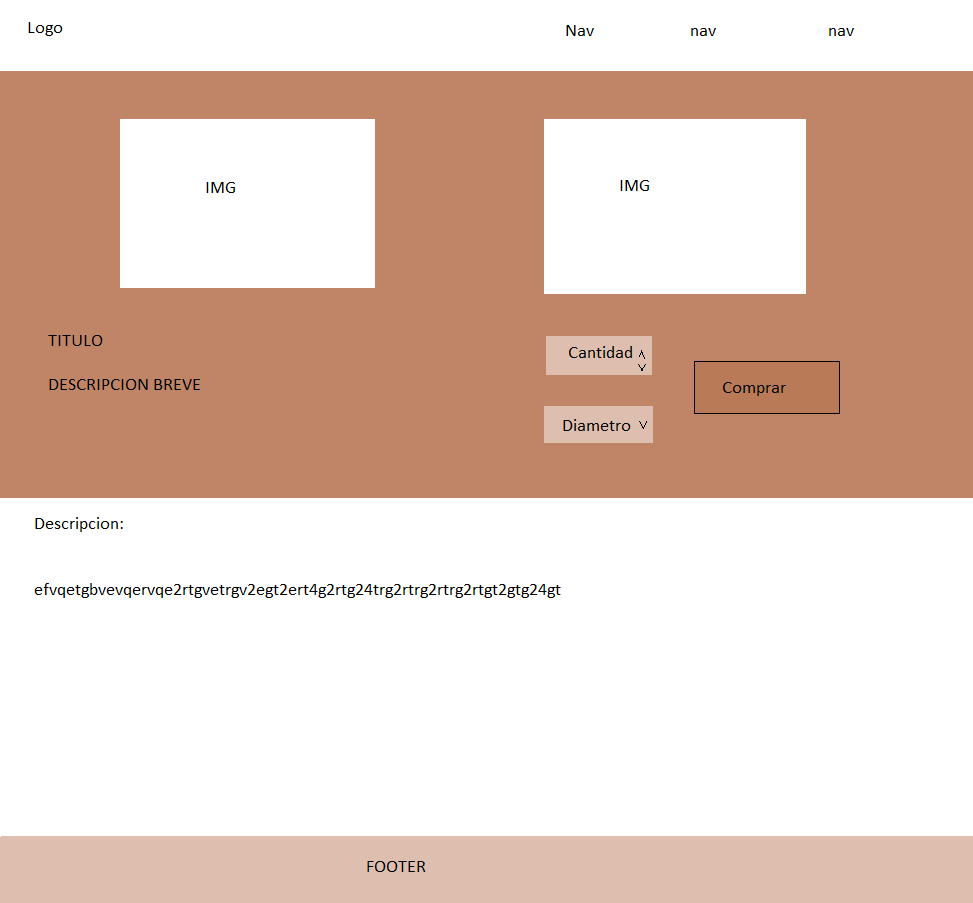 Logo
Nav nav nav
IMG
IMG
TITULO
DESCRIPCION BREVE
Cantidad
Diametro
Comprar
Descripcion:
efvqetgbvevqervqe2rtgvetrgv2egt2ert4g2rtg24trg2rtrg2rtrg2rtgt2gtg24gt
FOOTER